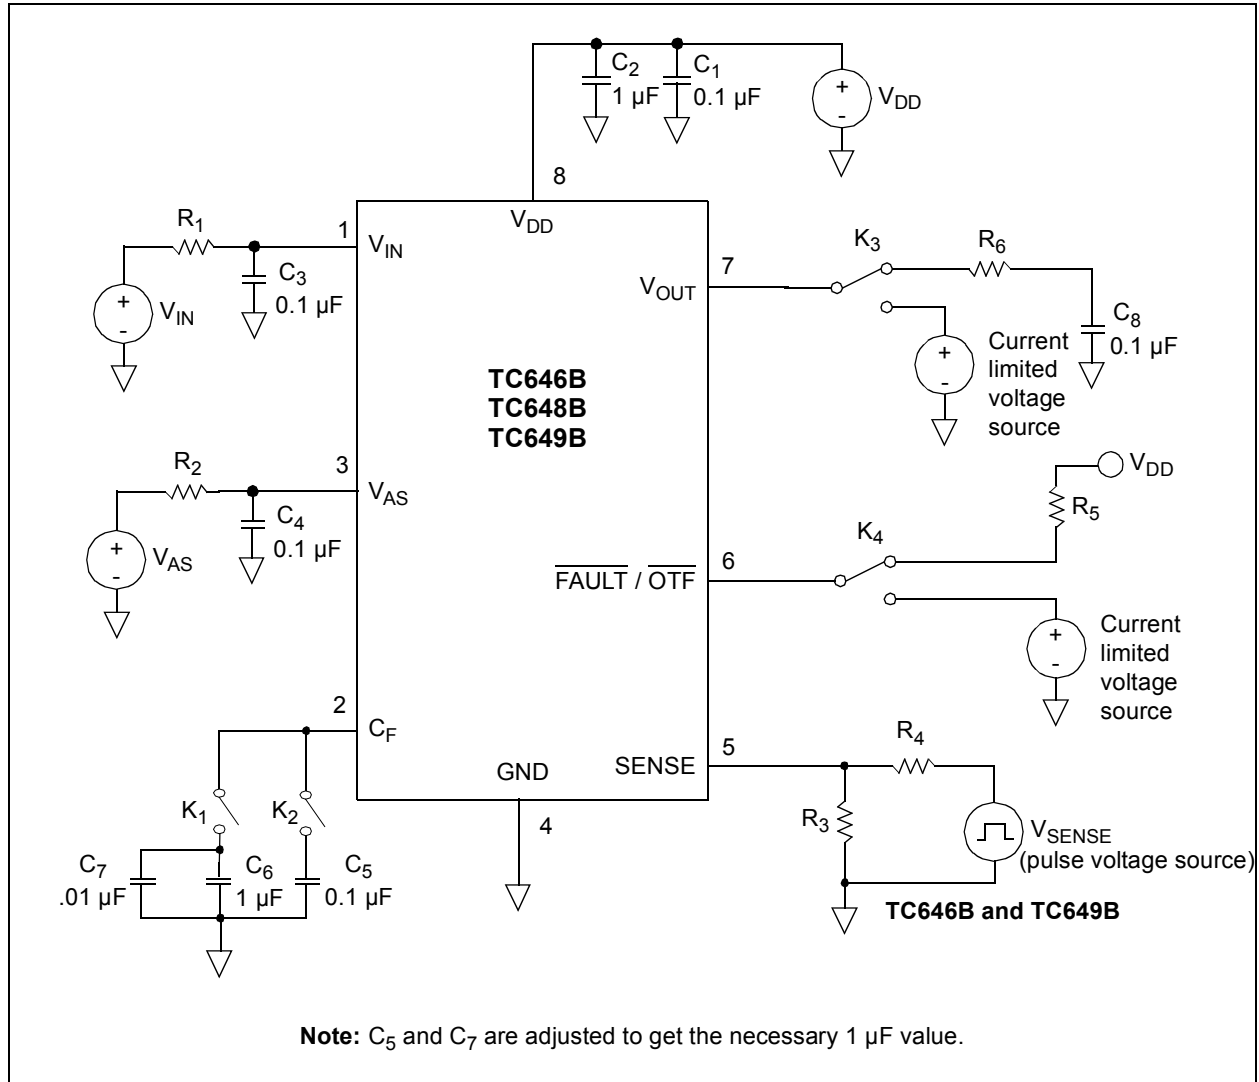 C2
1 µF
C1
0.1 µF
+
-
VDD
8
VDD
R1
1
VIN
C3
0.1 µF
+
-
VIN
7
VOUT
K3
R6
C8
0.1 µF
+
-
Current
limited
voltage
source
TC646B
TC648B
TC649B
R2
3
VAS
C4
0.1 µF
+
-
VAS
VDD
R5
K4
6
FAULT / OTF
+
-
Current
limited
voltage
source
2
CF
K1
K2
C7
.01 µF
C6
1 µF
C5
0.1 µF
GND
4
SENSE
5
R4
R3
VSENSE
(pulse voltage source)
TC646B and TC649B
Note: C5 and C7 are adjusted to get the necessary 1 µF value.